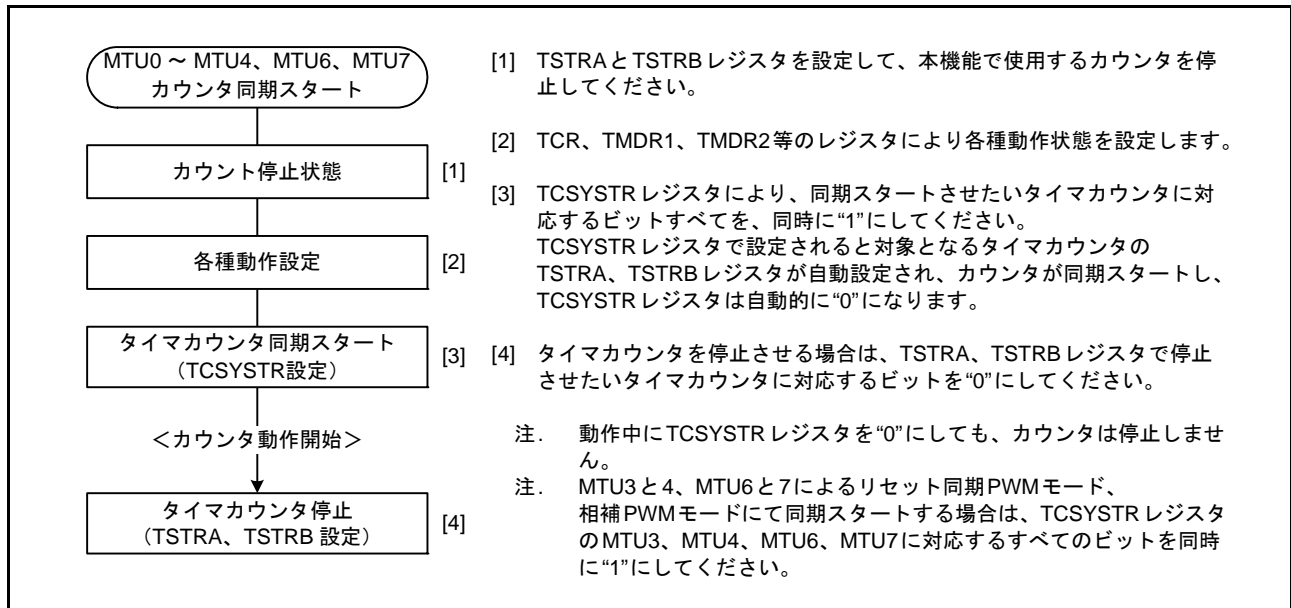 MTU0 ~ MTU4、MTU6、MTU7
カウンタ同期スタート
カウント停止状態
[1]
各種動作設定
[2]
タイマカウンタ同期スタート
（TCSYSTR設定）
[3]
＜カウンタ動作開始＞
タイマカウンタ停止
（TSTRA、TSTRB 設定）
[4]
[1] TSTRAとTSTRBレジスタを設定して、本機能で使用するカウンタを停
止してください。
[2] TCR、TMDR1、TMDR2等のレジスタにより各種動作状態を設定します。
[3] TCSYSTRレジスタにより、同期スタートさせたいタイマカウンタに対
応するビットすべてを、同時に“1”にしてください。
TCSYSTRレジスタで設定されると対象となるタイマカウンタの
TSTRA、TSTRBレジスタが自動設定され、カウンタが同期スタートし、
TCSYSTRレジスタは自動的に“0”になります。
[4] タイマカウンタを停止させる場合は、TSTRA、TSTRBレジスタで停止
させたいタイマカウンタに対応するビットを“0”にしてください。
注． 動作中にTCSYSTRレジスタを“0”にしても、カウンタは停止しませ
ん。
注． MTU3と4、MTU6と7によるリセット同期PWMモード、
相補PWMモードにて同期スタートする場合は、TCSYSTRレジスタ
のMTU3、MTU4、MTU6、MTU7に対応するすべてのビットを同時
に“1”にしてください。